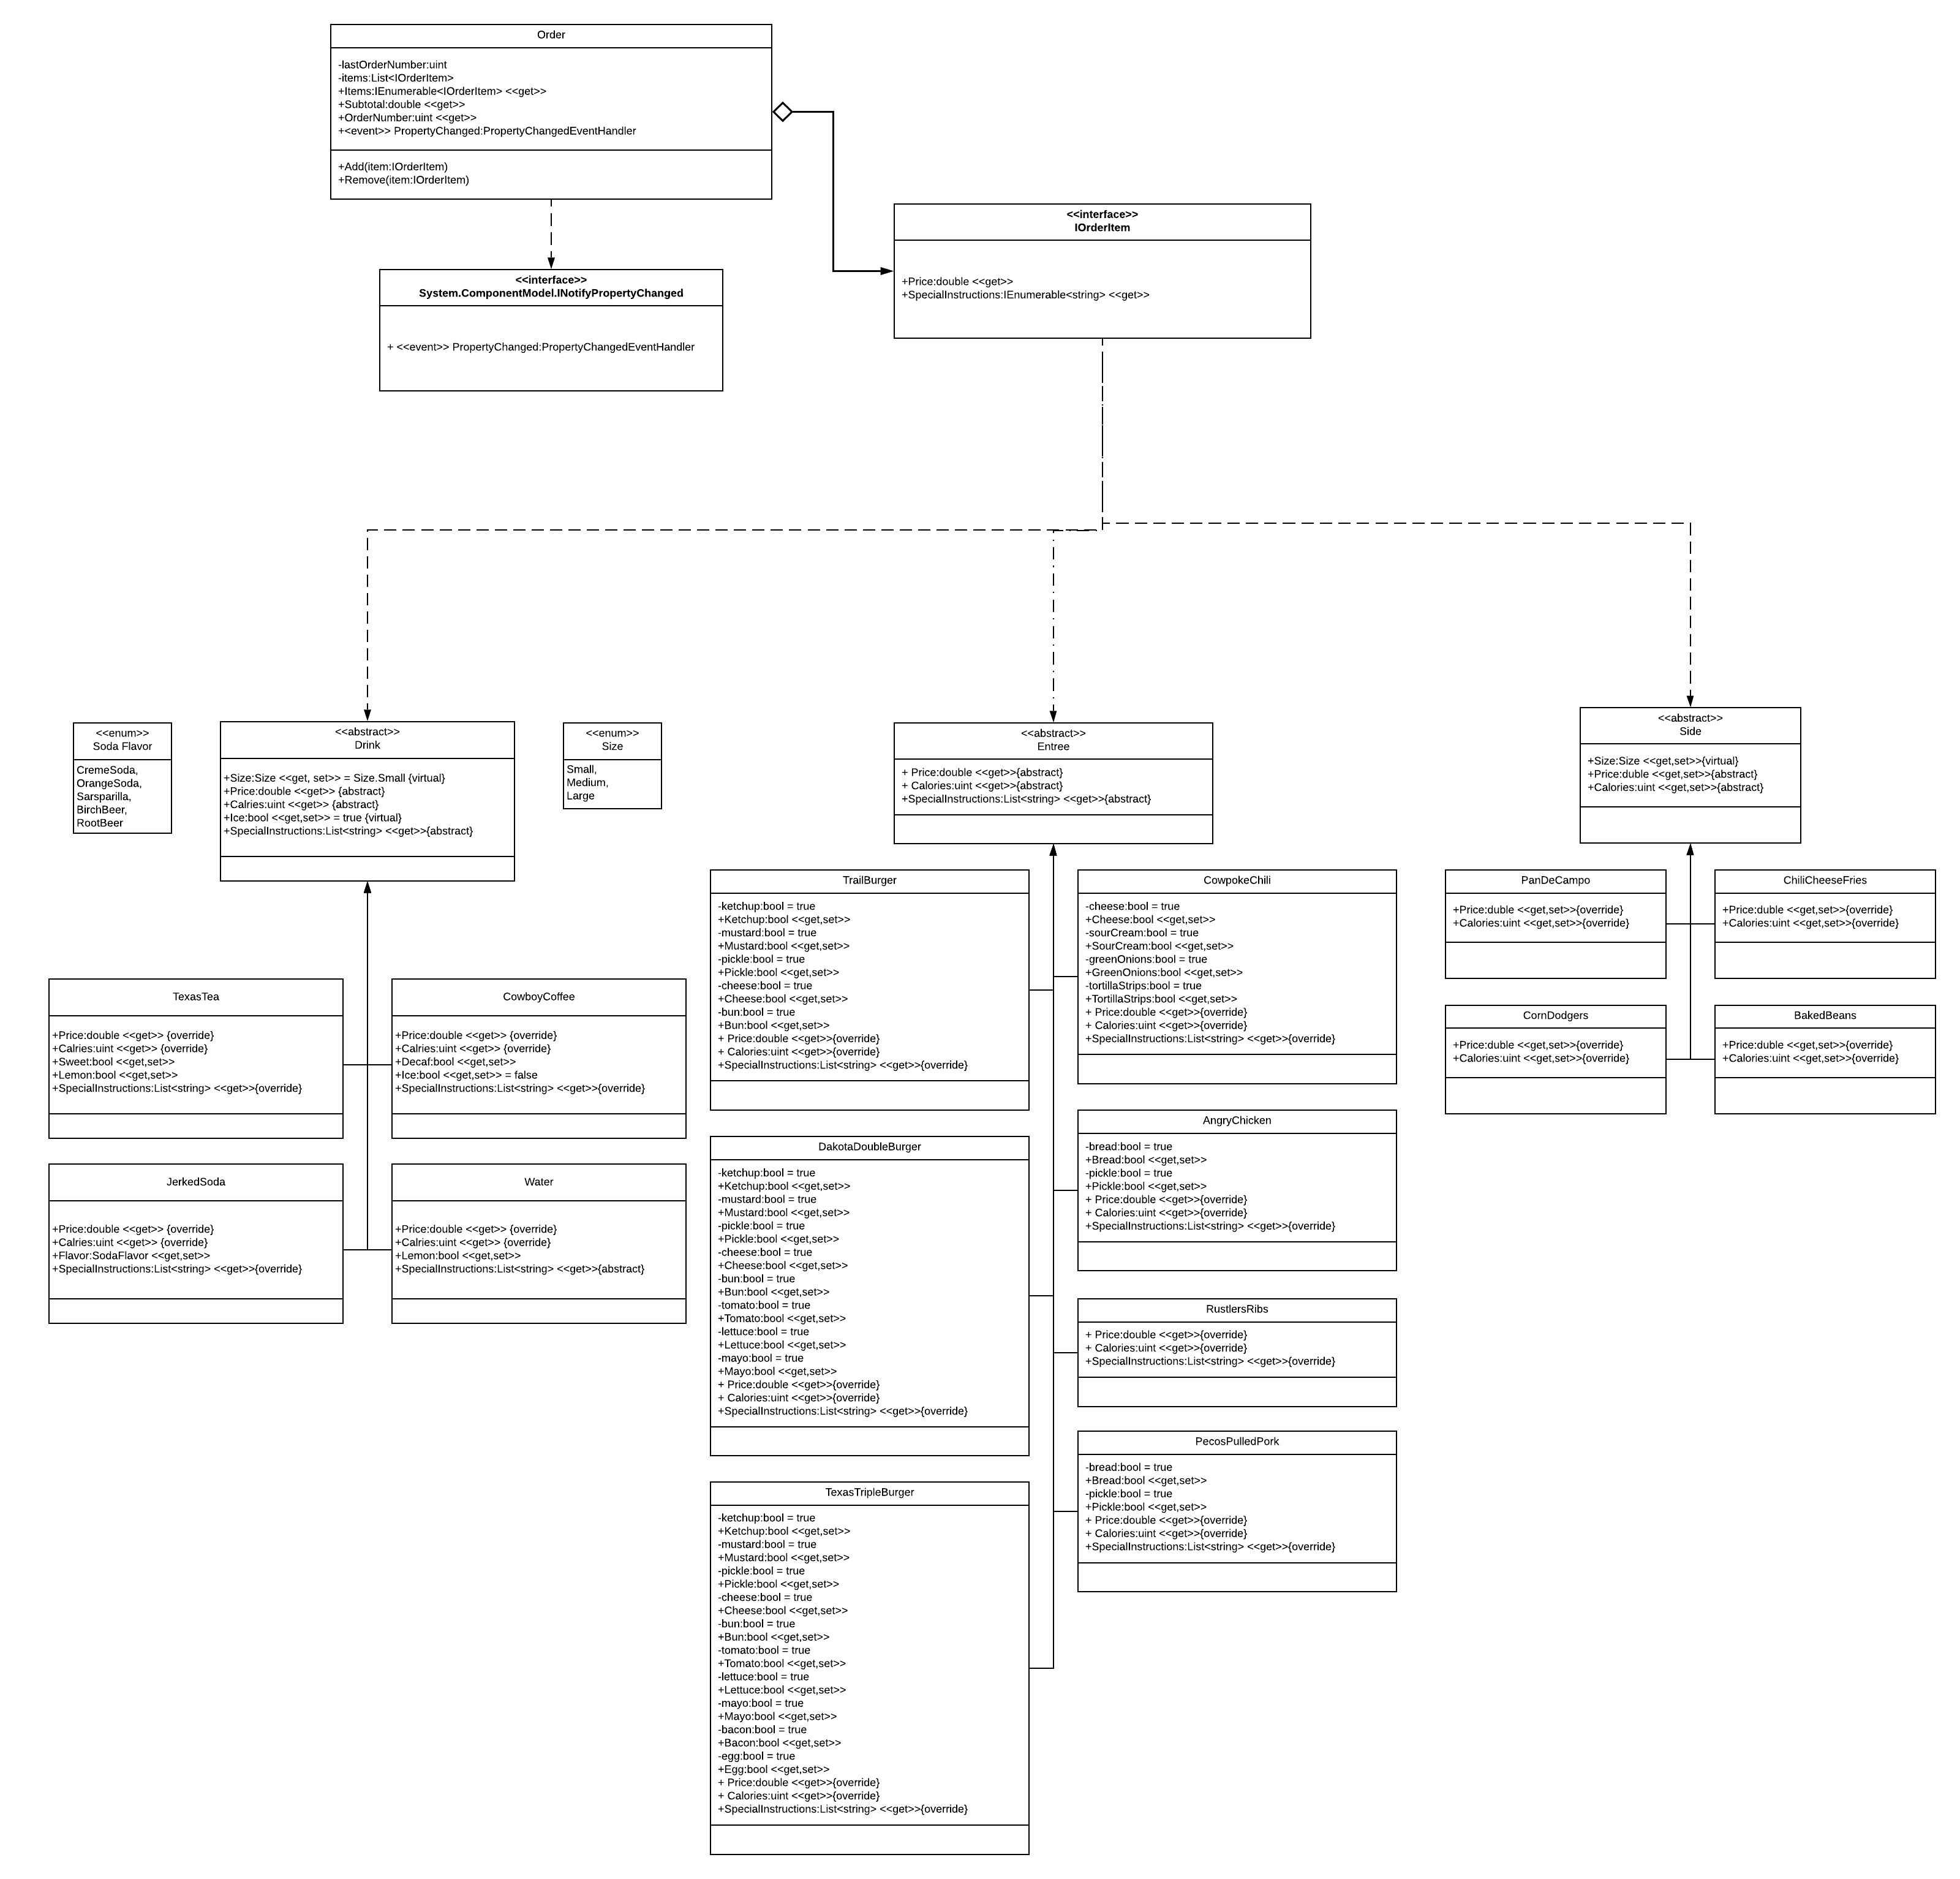 Order
-lastOrderNumber:uint
-items:List<IOrderItem>
+Items:IEnumerable<IOrderItem> <<get>>
+Subtotal:double <<get>>
+OrderNumber:uint <<get>>
+<event>> PropertyChanged:PropertyChangedEventHandler
+Add(item:IOrderItem)
+Remove(item:IOrderItem)
<<interface>>
IOrderItem
+Price:double <<get>>
+SpecialInstructions:IEnumerable<string> <<get>>
<<interface>>
System.ComponentModel.INotifyPropertyChanged
+ <<event>> PropertyChanged:PropertyChangedEventHandler
<<enum>>
Soda Flavor
CremeSoda,
OrangeSoda,
Sarsparilla,
BirchBeer,
RootBeer
<<abstract>>
Drink
+Size:Size <<get, set>> = Size.Small {virtual}
+Price:double <<get>> {abstract}
+Calries:uint <<get>> {abstract}
+Ice:bool <<get,set>> = true {virtual}
+SpecialInstructions:List<string> <<get>>{abstract}
<<enum>>
Size
Small,
Medium,
Large
<<abstract>>
Entree
+ Price:double <<get>>{abstract}
+ Calories:uint <<get>>{abstract}
+SpecialInstructions:List<string> <<get>>{abstract}
<<abstract>>
Side
+Size:Size <<get,set>>{virtual}
+Price:duble <<get,set>>{abstract}
+Calories:uint <<get,set>>{abstract}
TexasTea
+Price:double <<get>> {override}
+Calries:uint <<get>> {override}
+Sweet:bool <<get,set>>
+Lemon:bool <<get,set>>
+SpecialInstructions:List<string> <<get>>{override}
CowboyCoffee
+Price:double <<get>> {override}
+Calries:uint <<get>> {override}
+Decaf:bool <<get,set>>
+Ice:bool <<get,set>> = false
+SpecialInstructions:List<string> <<get>>{override}
JerkedSoda
+Price:double <<get>> {override}
+Calries:uint <<get>> {override}
+Flavor:SodaFlavor <<get,set>>
+SpecialInstructions:List<string> <<get>>{override}
Water
+Price:double <<get>> {override}
+Calries:uint <<get>> {override}
+Lemon:bool <<get,set>>
+SpecialInstructions:List<string> <<get>>{abstract}
TrailBurger
-ketchup:bool = true
+Ketchup:bool <<get,set>>
-mustard:bool = true
+Mustard:bool <<get,set>>
-pickle:bool = true
+Pickle:bool <<get,set>>
-cheese:bool = true
+Cheese:bool <<get,set>>
-bun:bool = true
+Bun:bool <<get,set>>
+ Price:double <<get>>{override}
+ Calories:uint <<get>>{override}
+SpecialInstructions:List<string> <<get>>{override}
DakotaDoubleBurger
-ketchup:bool = true
+Ketchup:bool <<get,set>>
-mustard:bool = true
+Mustard:bool <<get,set>>
-pickle:bool = true
+Pickle:bool <<get,set>>
-cheese:bool = true
+Cheese:bool <<get,set>>
-bun:bool = true
+Bun:bool <<get,set>>
-tomato:bool = true
+Tomato:bool <<get,set>>
-lettuce:bool = true
+Lettuce:bool <<get,set>>
-mayo:bool = true
+Mayo:bool <<get,set>>
+ Price:double <<get>>{override}
+ Calories:uint <<get>>{override}
+SpecialInstructions:List<string> <<get>>{override}
TexasTripleBurger
-ketchup:bool = true
+Ketchup:bool <<get,set>>
-mustard:bool = true
+Mustard:bool <<get,set>>
-pickle:bool = true
+Pickle:bool <<get,set>>
-cheese:bool = true
+Cheese:bool <<get,set>>
-bun:bool = true
+Bun:bool <<get,set>>
-tomato:bool = true
+Tomato:bool <<get,set>>
-lettuce:bool = true
+Lettuce:bool <<get,set>>
-mayo:bool = true
+Mayo:bool <<get,set>>
-bacon:bool = true
+Bacon:bool <<get,set>>
-egg:bool = true
+Egg:bool <<get,set>>
+ Price:double <<get>>{override}
+ Calories:uint <<get>>{override}
+SpecialInstructions:List<string> <<get>>{override}
CowpokeChili
-cheese:bool = true
+Cheese:bool <<get,set>>
-sourCream:bool = true
+SourCream:bool <<get,set>>
-greenOnions:bool = true
+GreenOnions:bool <<get,set>>
-tortillaStrips:bool = true
+TortillaStrips:bool <<get,set>>
+ Price:double <<get>>{override}
+ Calories:uint <<get>>{override}
+SpecialInstructions:List<string> <<get>>{override}
AngryChicken
-bread:bool = true
+Bread:bool <<get,set>>
-pickle:bool = true
+Pickle:bool <<get,set>>
+ Price:double <<get>>{override}
+ Calories:uint <<get>>{override}
+SpecialInstructions:List<string> <<get>>{override}
RustlersRibs
+ Price:double <<get>>{override}
+ Calories:uint <<get>>{override}
+SpecialInstructions:List<string> <<get>>{override}
PecosPulledPork
-bread:bool = true
+Bread:bool <<get,set>>
-pickle:bool = true
+Pickle:bool <<get,set>>
+ Price:double <<get>>{override}
+ Calories:uint <<get>>{override}
+SpecialInstructions:List<string> <<get>>{override}
PanDeCampo
+Price:duble <<get,set>>{override}
+Calories:uint <<get,set>>{override}
ChiliCheeseFries
+Price:duble <<get,set>>{override}
+Calories:uint <<get,set>>{override}
CornDodgers
+Price:duble <<get,set>>{override}
+Calories:uint <<get,set>>{override}
BakedBeans
+Price:duble <<get,set>>{override}
+Calories:uint <<get,set>>{override}